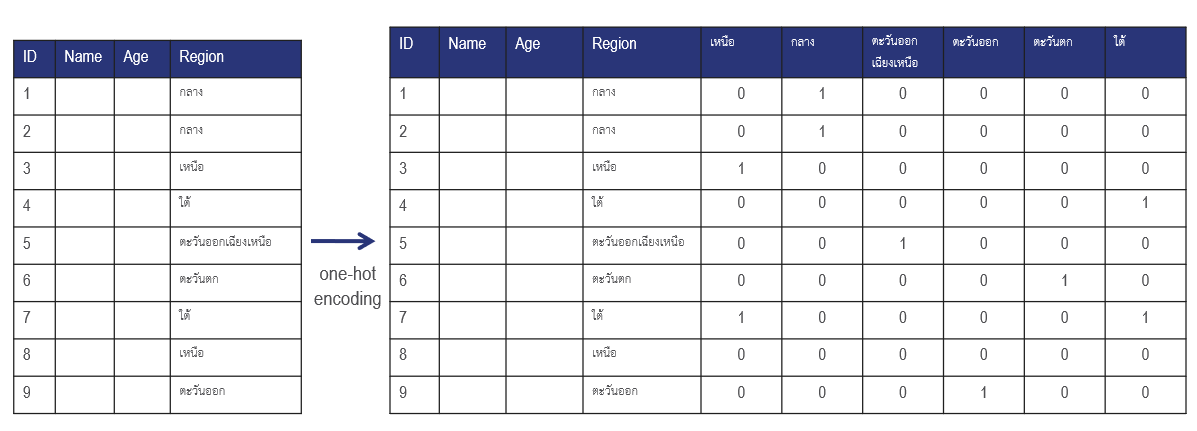 ID Name Age Region
1 กลาง
2 กลาง
3 เหนือ
4 ใต้
5 ตะวันออกเฉียงเหนือ
6 ตะวันตก
7 ใต้
8 เหนือ
9 ตะวันออก
one-hot
encoding
ID Name Age Region เหนือ กลาง ตะวันออก ตะวันออก ตะวันตก ใต้
เฉียงเหนือ
1 กลาง 0 1 0 0 0 0
2 กลาง 0 1 0 0 0 0
3 เหนือ 1 0 0 0 0 0
4 ใต้ 0 0 0 0 0 1
5 ตะวันออกเฉียงเหนือ 0 0 1 0 0 0
6 ตะวันตก 0 0 0 0 1 0
7 ใต้ 1 0 0 0 0 1
8 เหนือ 0 0 0 0 0 0
9 ตะวันออก 0 0 0 1 0 0